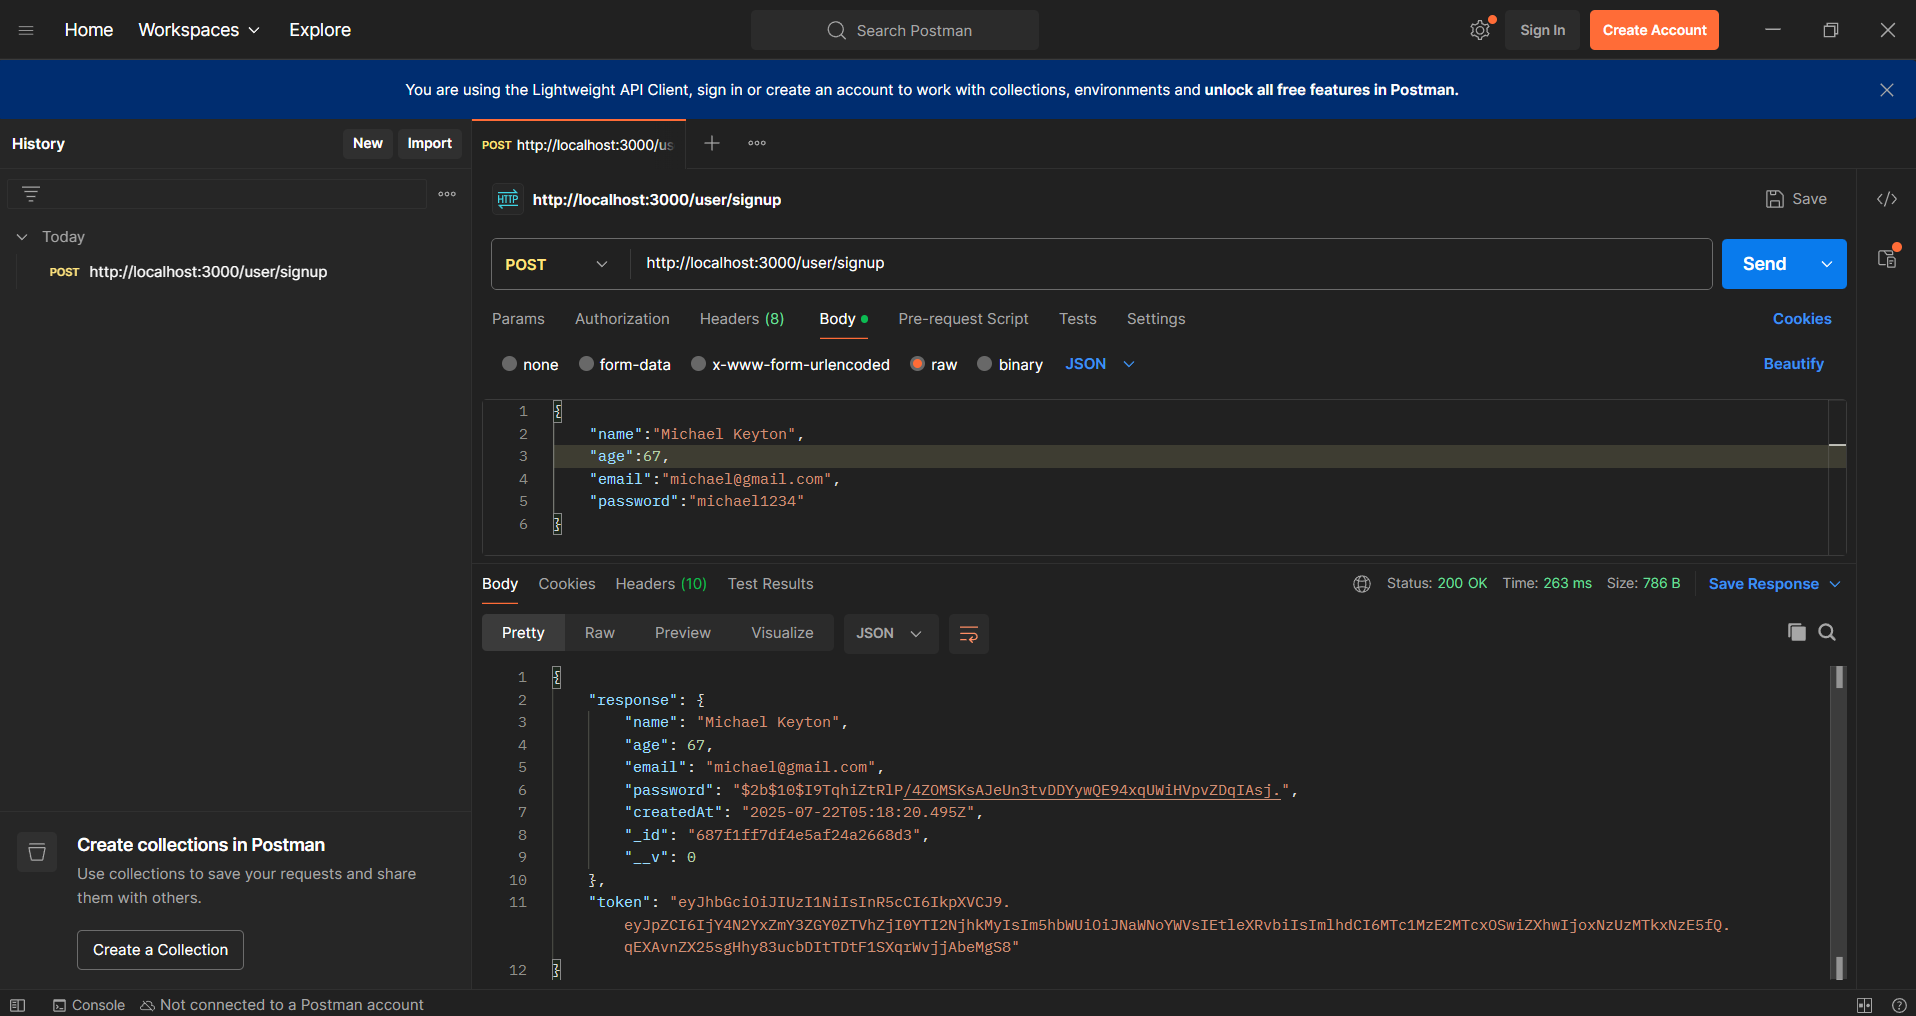 Home Workspaces Explore Search Postman Sign In Create Account
You are using the Lightweight API Client, sign in or create an account to work with collections, environments and unlock all free features in Postman.
History New Import
POST http://localhost:3000/us
HTTP http://localhost:3000/user/signup Save
Today
POST http://localhost:3000/user/signup
POST http://localhost:3000/user/signup Send
Params Authorization Headers (8) Body Pre-request Script Tests Settings Cookies
none form-data x-www-form-urlencoded raw binary JSON Beautify
1 {
2 "name":"Michael Keyton",
3 "age":67,
4 "email":"michael@gmail.com",
5 "password":"michael1234"
6 }
Body Cookies Headers (10) Test Results Status: 200 OK Time: 263 ms Size: 786 B Save Response
Pretty Raw Preview Visualize JSON
1 {
2 "response": {
3 "name": "Michael Keyton",
4 "age": 67,
5 "email": "michael@gmail.com",
6 "password": "$2b$10$I9TqhiZtRlP/4ZOMSKsAJeUn3tvDDYywQE94xqUWiHVpvZDqIAsj.",
7 "createdAt": "2025-07-22T05:18:20.495Z",
8 "_id": "687f1ff7df4e5af24a2668d3",
9 "__v": 0
10 },
11 "token": "eyJhbGciOiJIUzI1NiIsInR5cCI6IkpXVCJ9.
eyJpZCI6IjY4N2YxZmY3ZGY0ZTVhZjI0YTI2NjhkMyIsIm5hbWUiOiJNaWNoYWVsIEtleXRvbiIsImlhdCI6MTc1MzE2MTcxOSwiZXhwIjoxNzUzMTkxNzE5fQ.
qEXAvnZX25sgHhy83ucbDItTDtF1SXqrWvjjAbeMgS8"
12 }
Create collections in Postman
Use collections to save your requests and share
them with others.
Create a Collection
Console Not connected to a Postman account